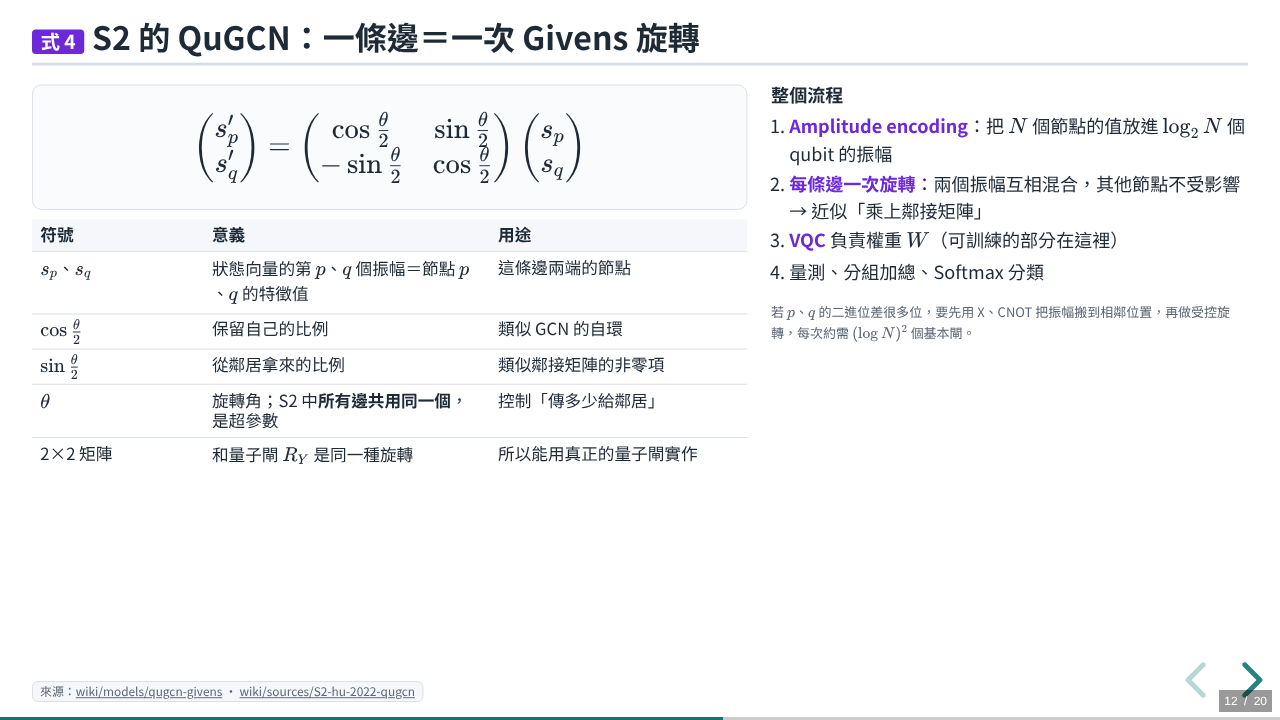 式 4 S2 的 QuGCN：一條邊＝一次 Givens 旋轉
(s′p s′q) = (cos θ/2 sin θ/2 −sin θ/2 cos θ/2) (sp sq)
符號 意義 用途
sp、sq 狀態向量的第 p、q 個振幅＝節點 p
、q 的特徵值 這條邊兩端的節點
cos θ/2 保留自己的比例 類似 GCN 的自環
sin θ/2 從鄰居拿來的比例 類似鄰接矩陣的非零項
θ 旋轉角；S2 中所有邊共用同一個，
是超參數 控制「傳多少給鄰居」
2×2 矩陣 和量子閘 RY 是同一種旋轉 所以能用真正的量子閘實作
整個流程
1. Amplitude encoding：把 N 個節點的值放進 log2 N 個
qubit 的振幅
2. 每條邊一次旋轉：兩個振幅互相混合，其他節點不受影響
→ 近似「乘上鄰接矩陣」
3. VQC 負責權重 W（可訓練的部分在這裡）
4. 量測、分組加總、Softmax 分類
若 p、q 的二進位差很多位，要先用 X、CNOT 把振幅搬到相鄰位置，再做受控旋
轉，每次約需 (log N)² 個基本閘。
來源：wiki/models/qugcn-givens · wiki/sources/S2-hu-2022-qugcn
12 / 20